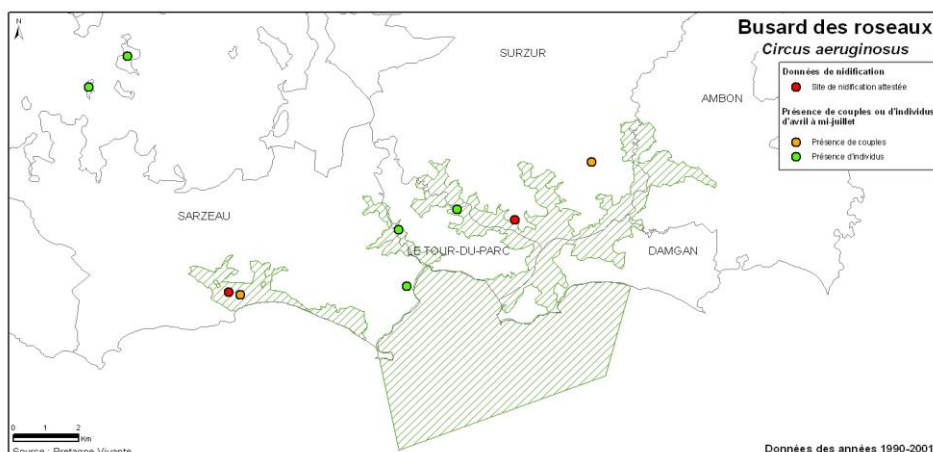 N
Busard des roseaux
Circus aeruginosus
Données de nidification
Site de nidification attestée
Présence de couples ou d'individus
d'avril à mi-juillet
Présence de couples
Présence d'individus
SURZUR
AMBON
SARZEAU
LE TOUR-DU-PARC
DAMGAN
0 1 2
Km
Source : Bretagne Vivante
Données des années 1990-2001